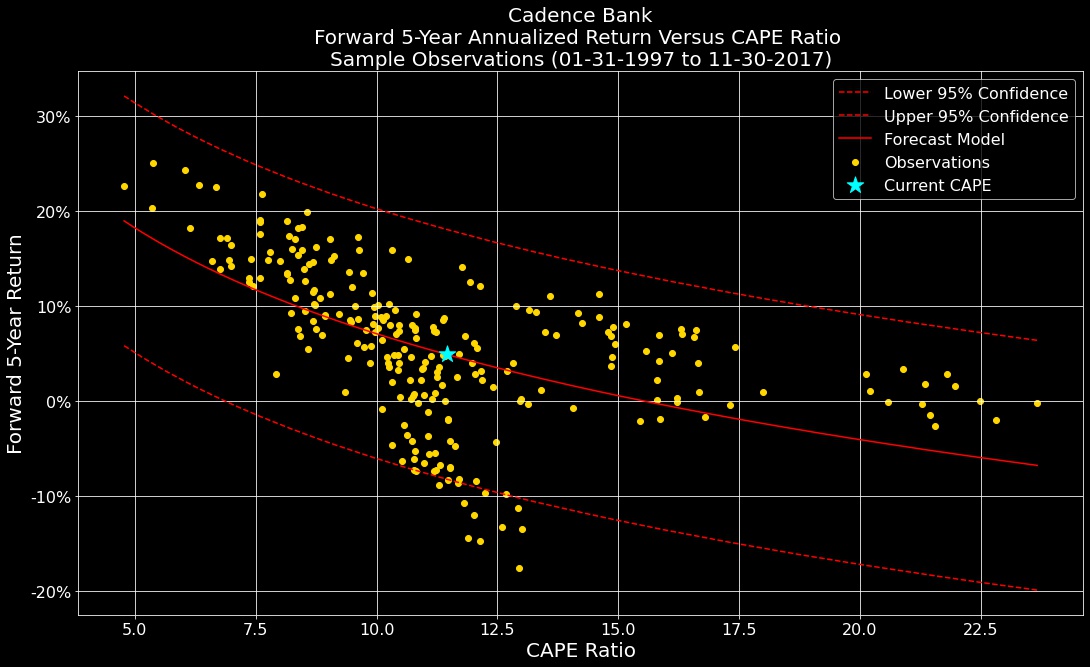 Cadence Bank
Forward 5-Year Annualized Return Versus CAPE Ratio
Sample Observations (01-31-1997 to 11-30-2017)
Lower 95% Confidence
Upper 95% Confidence
Forecast Model
Observations
Current CAPE
Forward 5-Year Return
30%
20%
10%
0%
-10%
-20%
5.0 7.5 10.0 12.5 15.0 17.5 20.0 22.5
CAPE Ratio